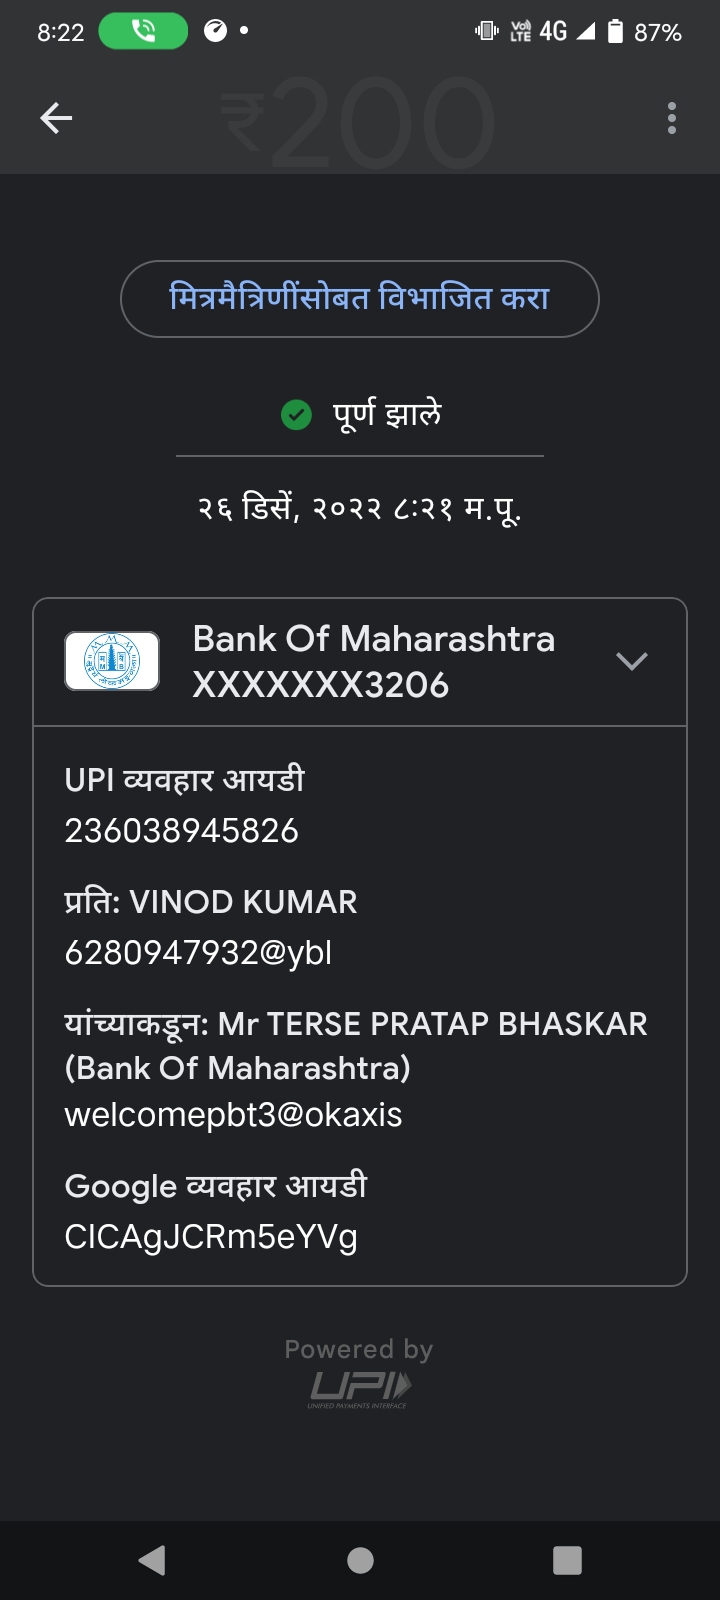 8:22
Vo) LTE 4G 87%
₹200
मित्रमैत्रिणींसोबत विभाजित करा
पूर्ण झाले
२६ डिसें, २०२२ ८:२१ म.पू.
Bank Of Maharashtra
XXXXXXX3206
UPI व्यवहार आयडी
236038945826
प्रति: VINOD KUMAR
6280947932@ybl
यांच्याकडून: Mr TERSE PRATAP BHASKAR
(Bank Of Maharashtra)
welcomepbt3@okaxis
Google व्यवहार आयडी
CICAgJCRm5eYVg
Powered by
UPI
UNIFIED PAYMENTS INTERFACE